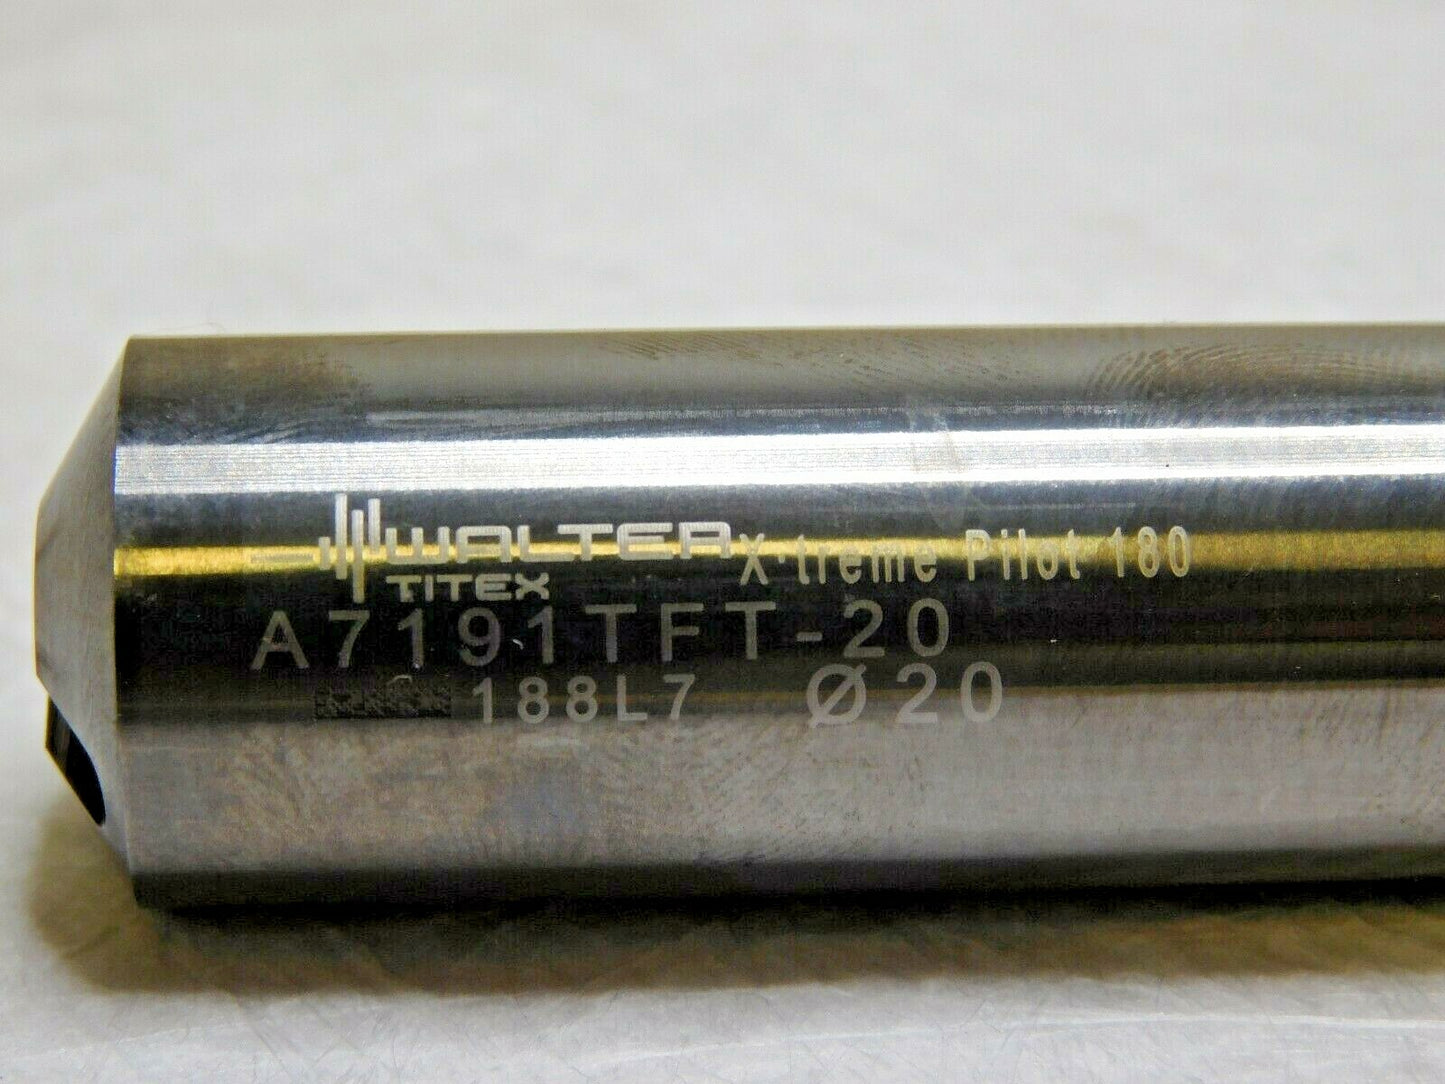 WALTER X·treme Pilot 180
TITEX
A7191TFT-20
188L7 Ø20